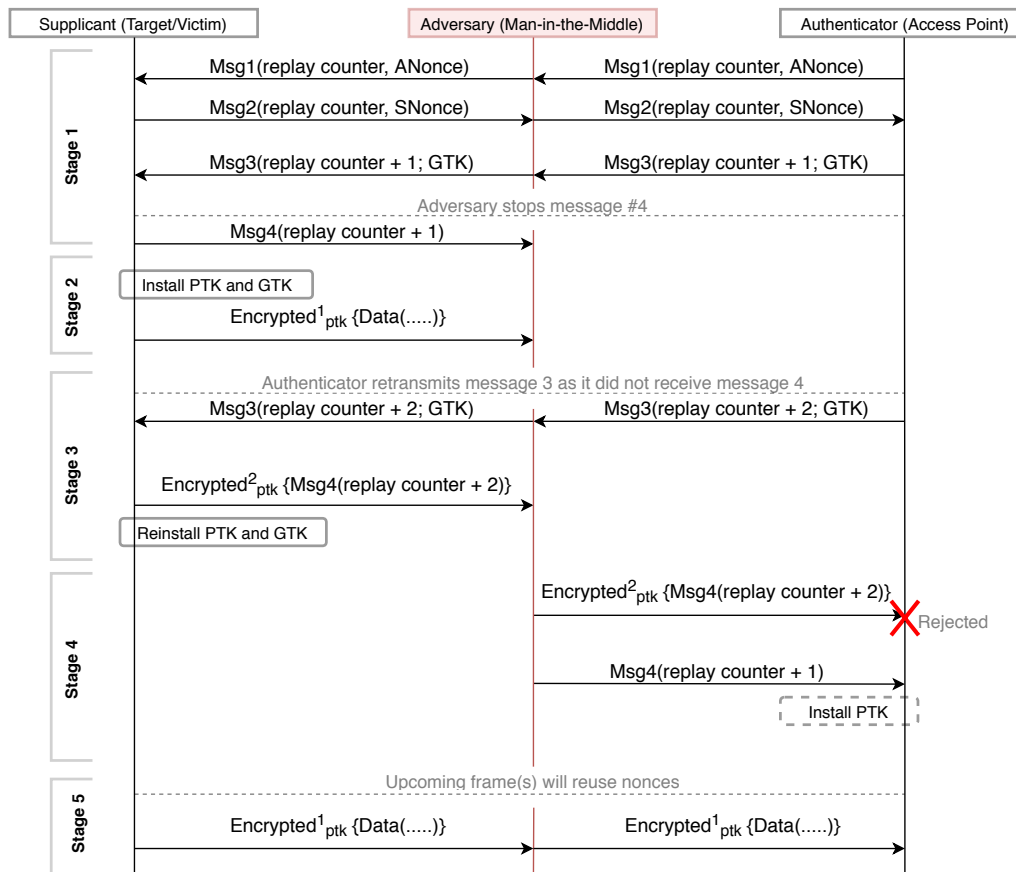 Supplicant (Target/Victim)
Adversary (Man-in-the-Middle)
Authenticator (Access Point)
Stage 1
Msg1(replay counter, ANonce)
Msg1(replay counter, ANonce)
Msg2(replay counter, SNonce)
Msg2(replay counter, SNonce)
Msg3(replay counter + 1; GTK)
Msg3(replay counter + 1; GTK)
Adversary stops message #4
Msg4(replay counter + 1)
Stage 2
Install PTK and GTK
Encrypted¹ptk {Data(.....)}
Stage 3
Authenticator retransmits message 3 as it did not receive message 4
Msg3(replay counter + 2; GTK)
Msg3(replay counter + 2; GTK)
Encrypted²ptk {Msg4(replay counter + 2)}
Reinstall PTK and GTK
Stage 4
Encrypted²ptk {Msg4(replay counter + 2)}
Rejected
Msg4(replay counter + 1)
Install PTK
Stage 5
Upcoming frame(s) will reuse nonces
Encrypted¹ptk {Data(.....)}
Encrypted¹ptk {Data(.....)}